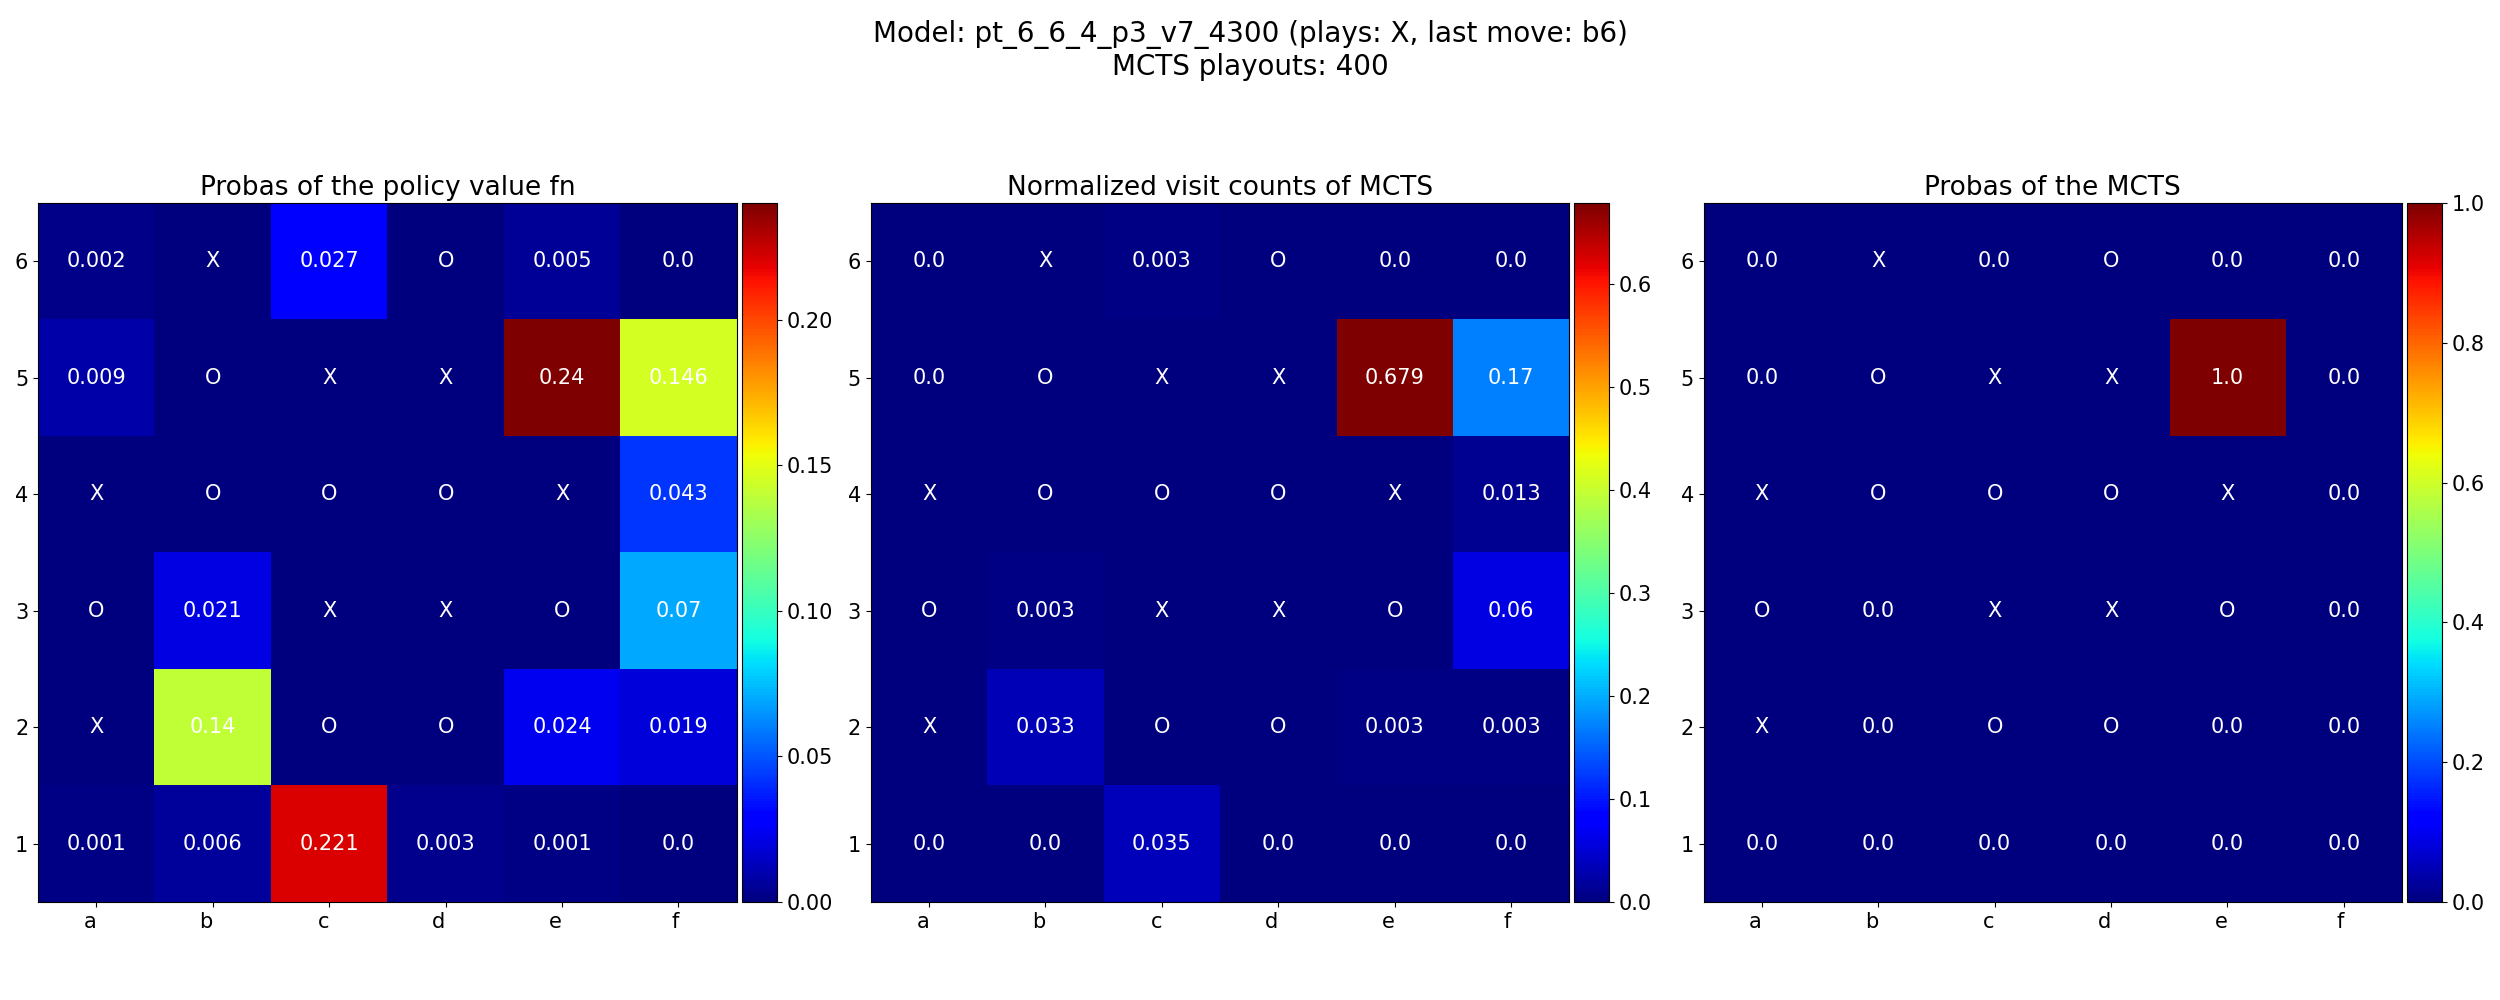 Model: pt_6_6_4_p3_v7_4300 (plays: X, last move: b6)
MCTS playouts: 400
Probas of the policy value fn
6 0.002 X 0.027 O 0.005 0.0
5 0.009 O X X 0.24 0.146
4 X O O O X 0.043
3 O 0.021 X X O 0.07
2 X 0.14 O O 0.024 0.019
1 0.001 0.006 0.221 0.003 0.001 0.0
a b c d e f
0.20
0.15
0.10
0.05
0.00
Normalized visit counts of MCTS
6 0.0 X 0.003 O 0.0 0.0
5 0.0 O X X 0.679 0.17
4 X O O O X 0.013
3 O 0.003 X X O 0.06
2 X 0.033 O O 0.003 0.003
1 0.0 0.0 0.035 0.0 0.0 0.0
a b c d e f
0.6
0.5
0.4
0.3
0.2
0.1
0.0
Probas of the MCTS
6 0.0 X 0.0 O 0.0 0.0
5 0.0 O X X 1.0 0.0
4 X O O O X 0.0
3 O 0.0 X X O 0.0
2 X 0.0 O O 0.0 0.0
1 0.0 0.0 0.0 0.0 0.0 0.0
a b c d e f
1.0
0.8
0.6
0.4
0.2
0.0